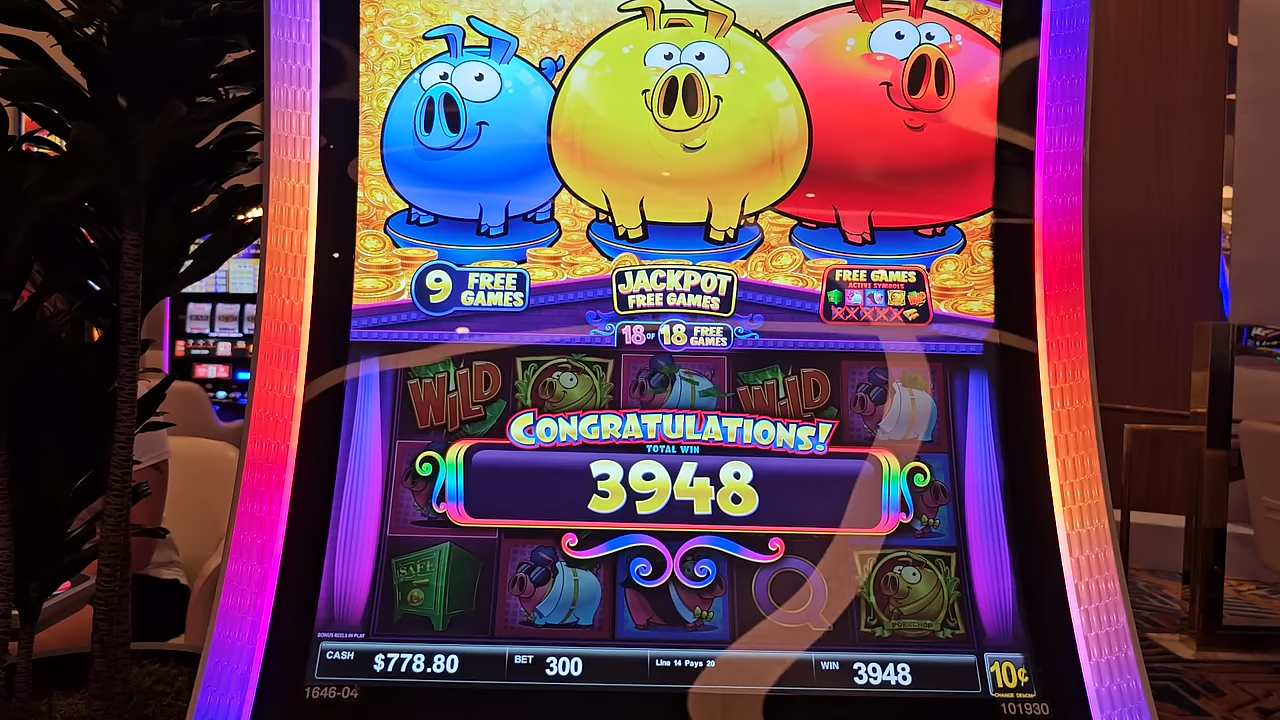 9 FREE GAMES
JACKPOT FREE GAMES
FREE GAMES
ACTIVE SYMBOLS
WILD
18 OF 18 FREE GAMES
WILD
WILD
CONGRATULATIONS!
TOTAL WIN
3948
SAFE
Q
PORKCHOP
BONUS REELS IN PLAY
CASH $778.80 BET 300 Line 14 Pays 20 WIN 3948 10¢
CHANGE DENOM
1646-04 101930